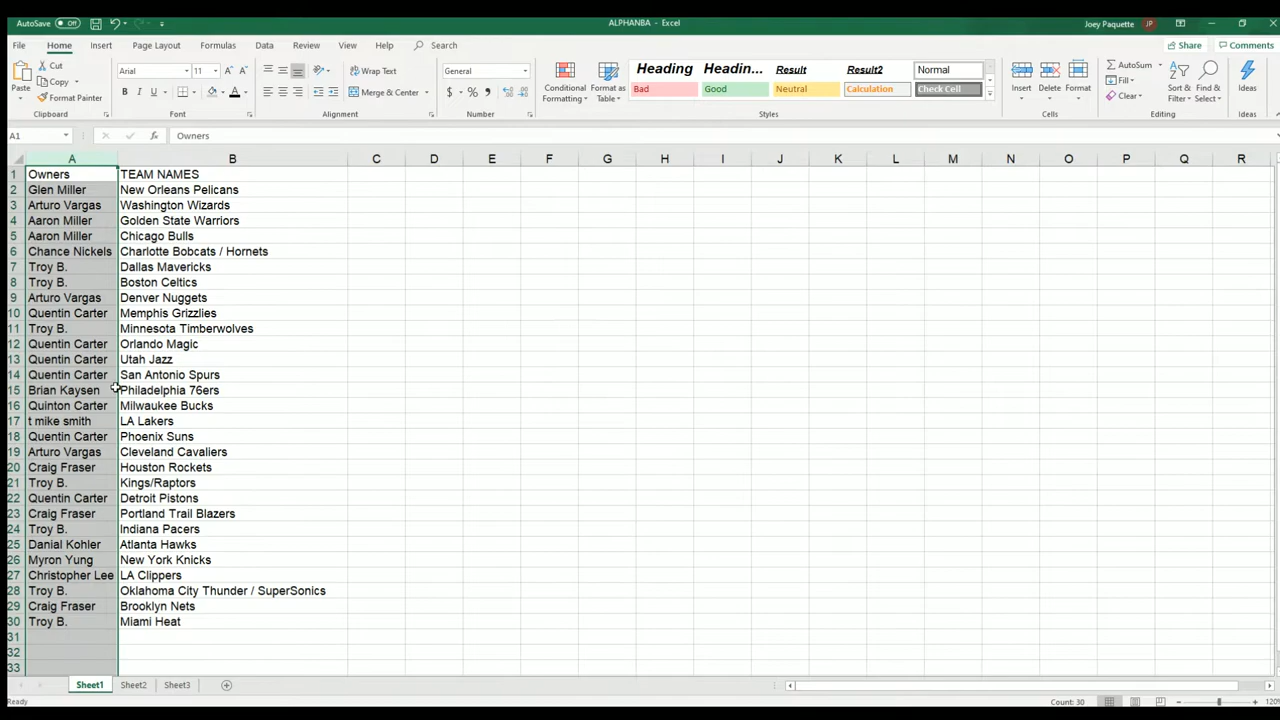 AutoSave Off
ALPHANBA - Excel
Joey Paquette JP
File Home Insert Page Layout Formulas Data Review View Help Search
Share Comments
Paste
Cut
Copy
Format Painter
Clipboard
Arial 11
B I U
Font
Wrap Text
Merge & Center
Alignment
General
$ % , .00 .0
Number
Conditional Formatting
Format as Table
Heading Headin... Result Result2 Normal
Bad Good Neutral Calculation Check Cell
Styles
Insert Delete Format
Cells
AutoSum
Fill
Clear
Sort & Filter
Find & Select
Editing
Ideas
Ideas
A1 fx Owners
A B C D E F G H I J K L M N O P Q R
1 Owners TEAM NAMES
2 Glen Miller New Orleans Pelicans
3 Arturo Vargas Washington Wizards
4 Aaron Miller Golden State Warriors
5 Aaron Miller Chicago Bulls
6 Chance Nickels Charlotte Bobcats / Hornets
7 Troy B. Dallas Mavericks
8 Troy B. Boston Celtics
9 Arturo Vargas Denver Nuggets
10 Quentin Carter Memphis Grizzlies
11 Troy B. Minnesota Timberwolves
12 Quentin Carter Orlando Magic
13 Quentin Carter Utah Jazz
14 Quentin Carter San Antonio Spurs
15 Brian Kaysen Philadelphia 76ers
16 Quinton Carter Milwaukee Bucks
17 t mike smith LA Lakers
18 Quentin Carter Phoenix Suns
19 Arturo Vargas Cleveland Cavaliers
20 Craig Fraser Houston Rockets
21 Troy B. Kings/Raptors
22 Quentin Carter Detroit Pistons
23 Craig Fraser Portland Trail Blazers
24 Troy B. Indiana Pacers
25 Danial Kohler Atlanta Hawks
26 Myron Yung New York Knicks
27 Christopher Lee LA Clippers
28 Troy B. Oklahoma City Thunder / SuperSonics
29 Craig Fraser Brooklyn Nets
30 Troy B. Miami Heat
31
32
33
Sheet1 Sheet2 Sheet3
Ready Count: 30